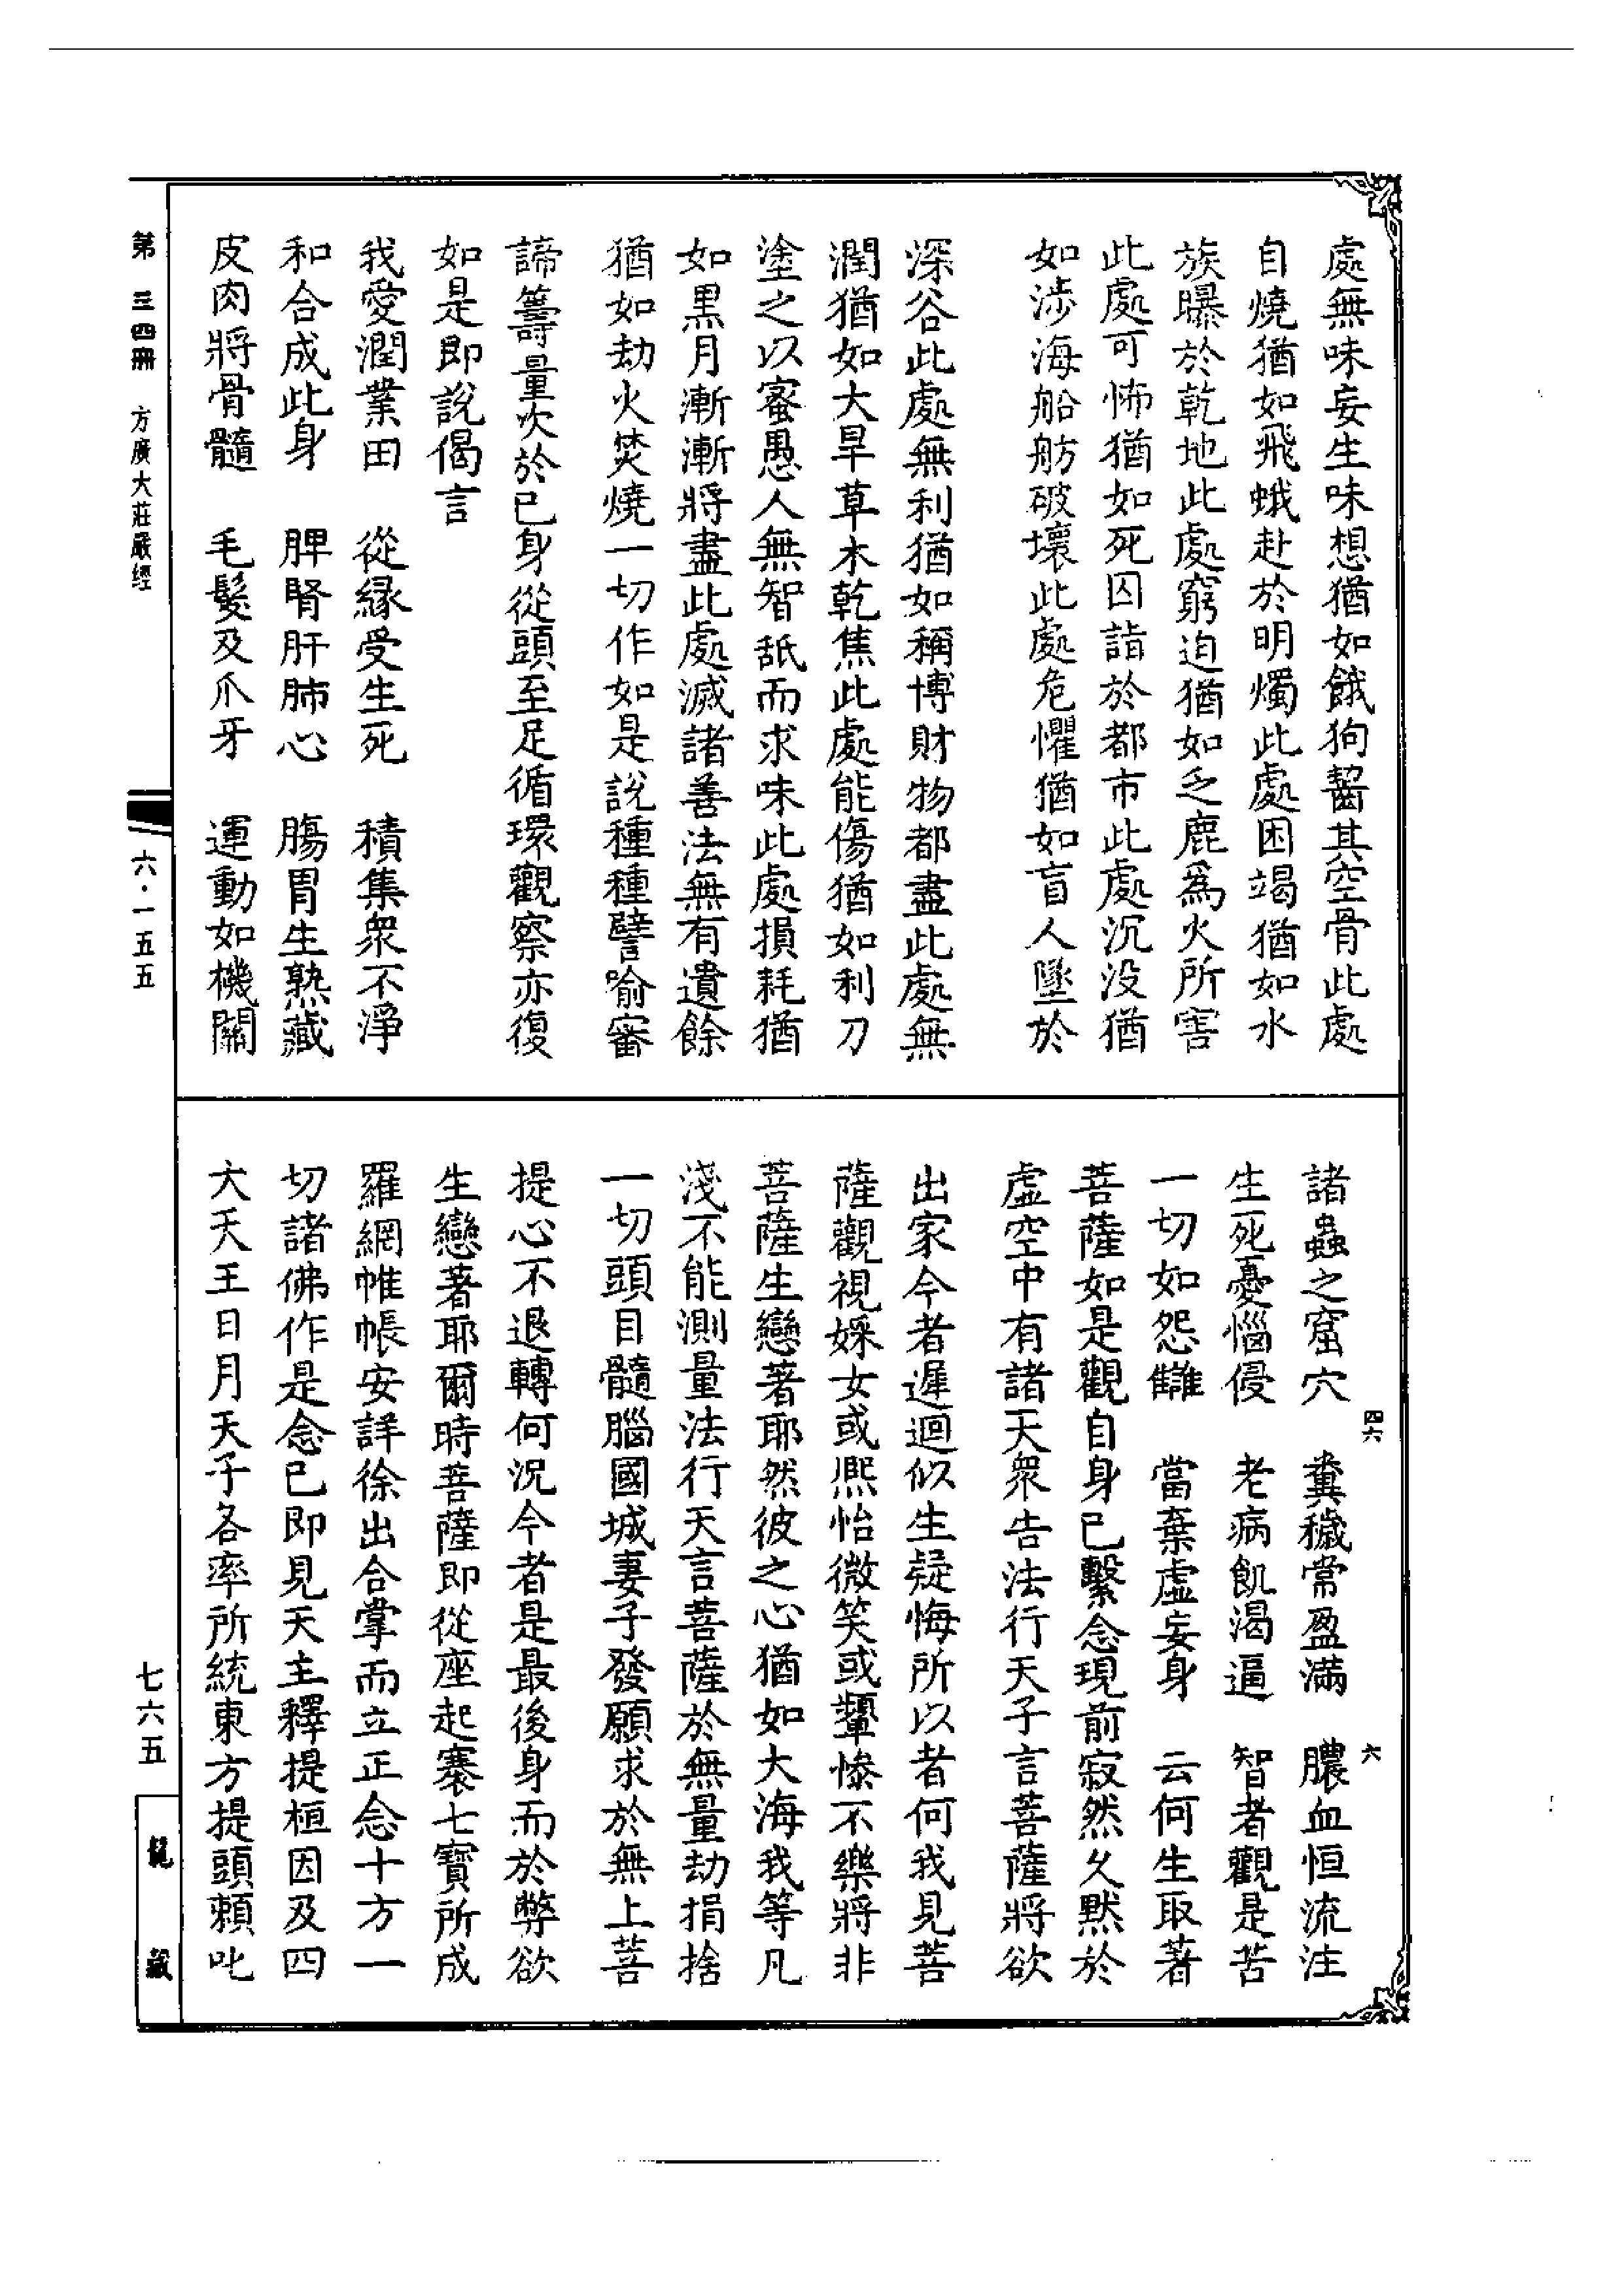 處無味妄生味想猶如餓狗齧其空骨此處
自燒猶如飛蛾赴於明燭此處困竭猶如水
族曝於乾地此處窮迫猶如乏鹿為火所害
此處可怖猶如死囚詣於都市此處沉没猶
如涉海船舫破壞此處危懼猶如盲人墜於
深谷此處無利猶如稱博財物都盡此處無
潤猶如大旱草木乾焦此處能傷猶如利刀
塗之以蜜愚人無智舐而求味此處損耗猶
如黒月漸漸將盡此處滅諸善法無有遺餘
猶如劫火焚燒一切作如是說種種譬喻審
諦籌量次於已身從頭至足循環觀察亦復
如是即說偈言
我愛潤業田　從緣受生死　積集衆不淨
和合成此身　脾腎肝肺心　腸胃生熟藏
皮肉將骨髓　毛髮及爪牙　運動如機關
第三四冊　方廣大莊嚴經
六·一五五
四六
六
諸蟲之窟穴　糞穢常盈滿　膿血恒流注
生死憂惱侵　老病飢渴逼　智者觀是苦
一切如怨讎　當棄虛妄身　云何生取著
菩薩如是觀自身已繫念現前寂然久黙於
虛空中有諸天衆告法行天子言菩薩將欲
出家今者遲迴似生疑悔所以者何我見菩
薩觀視婇女或熈怡微笑或顰慘不樂將非
菩薩生戀著耶然彼之心猶如大海我等凡
淺不能測量法行天言菩薩於無量劫捐捨
一切頭目髓腦國城妻子發願求於無上菩
提心不退轉何況今者是最後身而於弊欲
生戀著耶爾時菩薩即從座起褰七寶所成
羅網帷帳安詳徐出合掌而立正念十方一
切諸佛作是念已即見天主釋提桓因及四
大天王日月天子各率所統東方提頭頼吒
七六五
龍藏